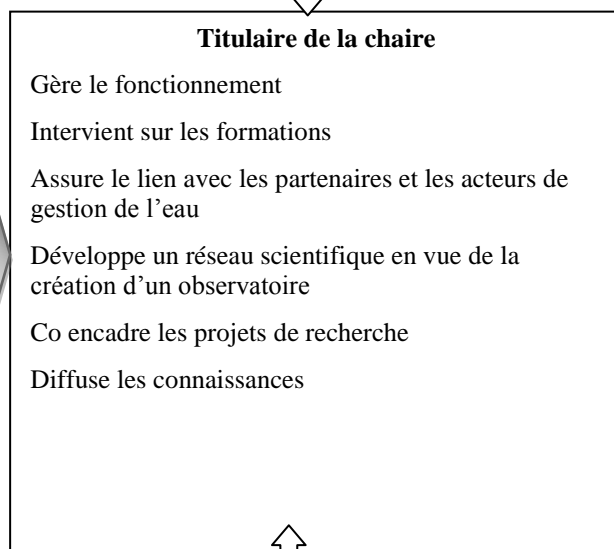 Titulaire de la chaire
Gère le fonctionnement
Intervient sur les formations
Assure le lien avec les partenaires et les acteurs de
gestion de l'eau
Développe un réseau scientifique en vue de la
création d'un observatoire
Co encadre les projets de recherche
Diffuse les connaissances